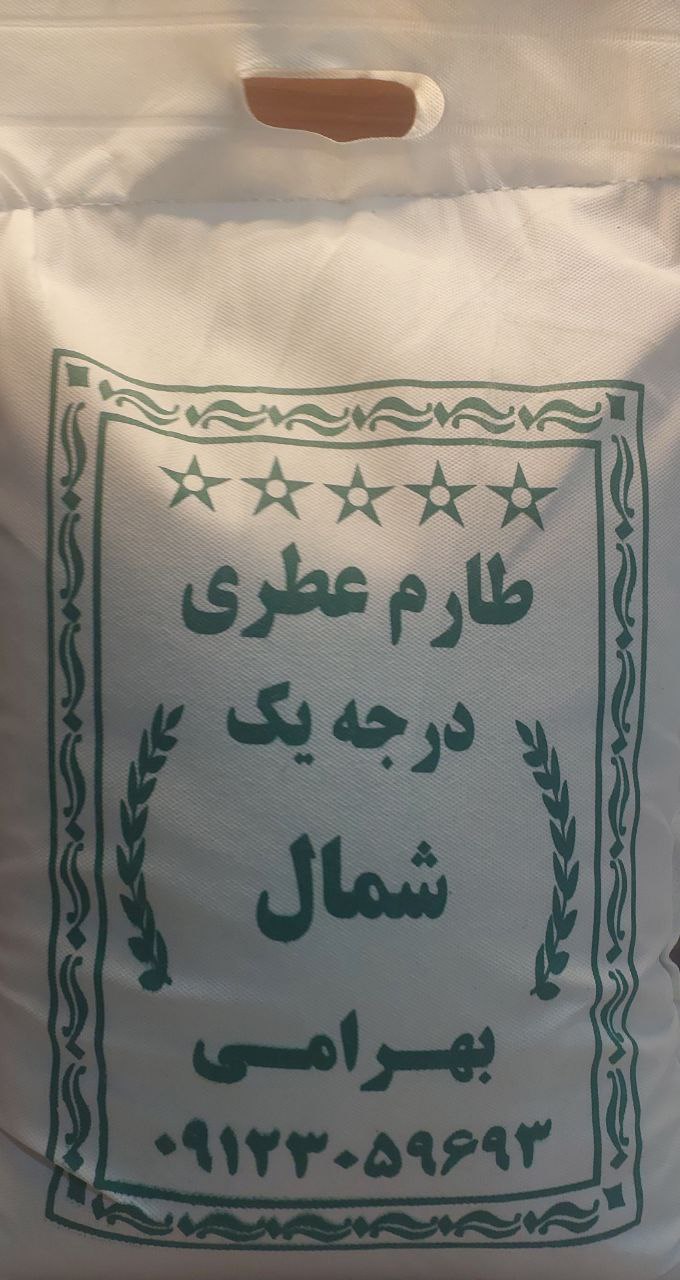 طارم عطری
درجه یک
شمال
بهرامی
۰۹۱۲۳۰۵۹۶۹۳